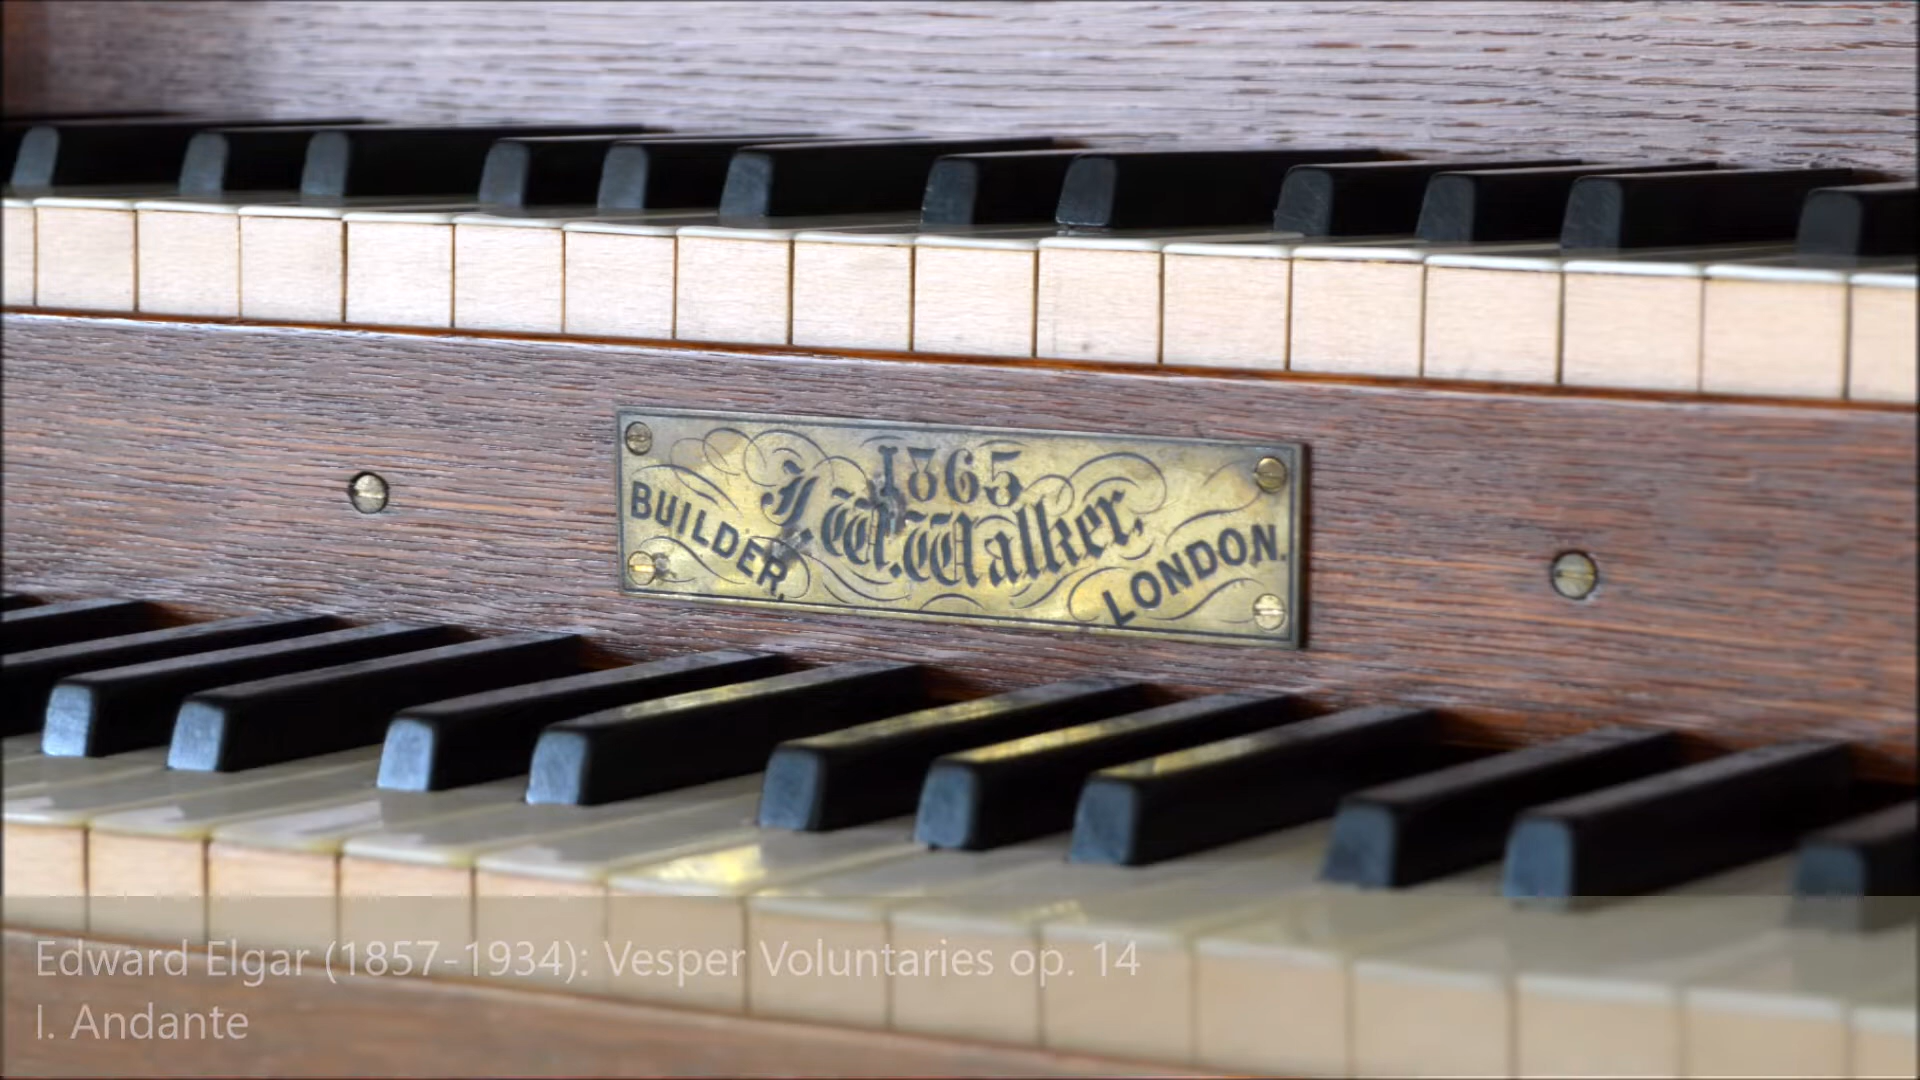 1865
J. W. Walker,
BUILDER,
LONDON.
Edward Elgar (1857-1934): Vesper Voluntaries op. 14
I. Andante